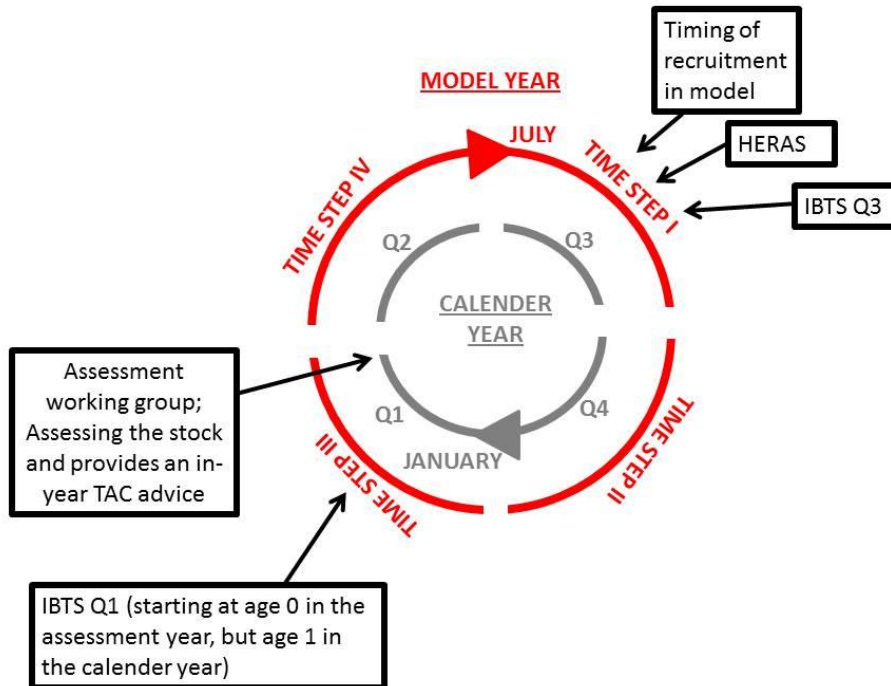 Timing of
recruitment
in model
MODEL YEAR
JULY
HERAS
TIME STEP I
IBTS Q3
TIME STEP IV
Q2
Q3
CALENDER
YEAR
Assessment
working group;
Assessing the stock
and provides an in-
year TAC advice
Q1
Q4
JANUARY
TIME STEP III
TIME STEP II
IBTS Q1 (starting at age 0 in the
assessment year, but age 1 in
the calender year)